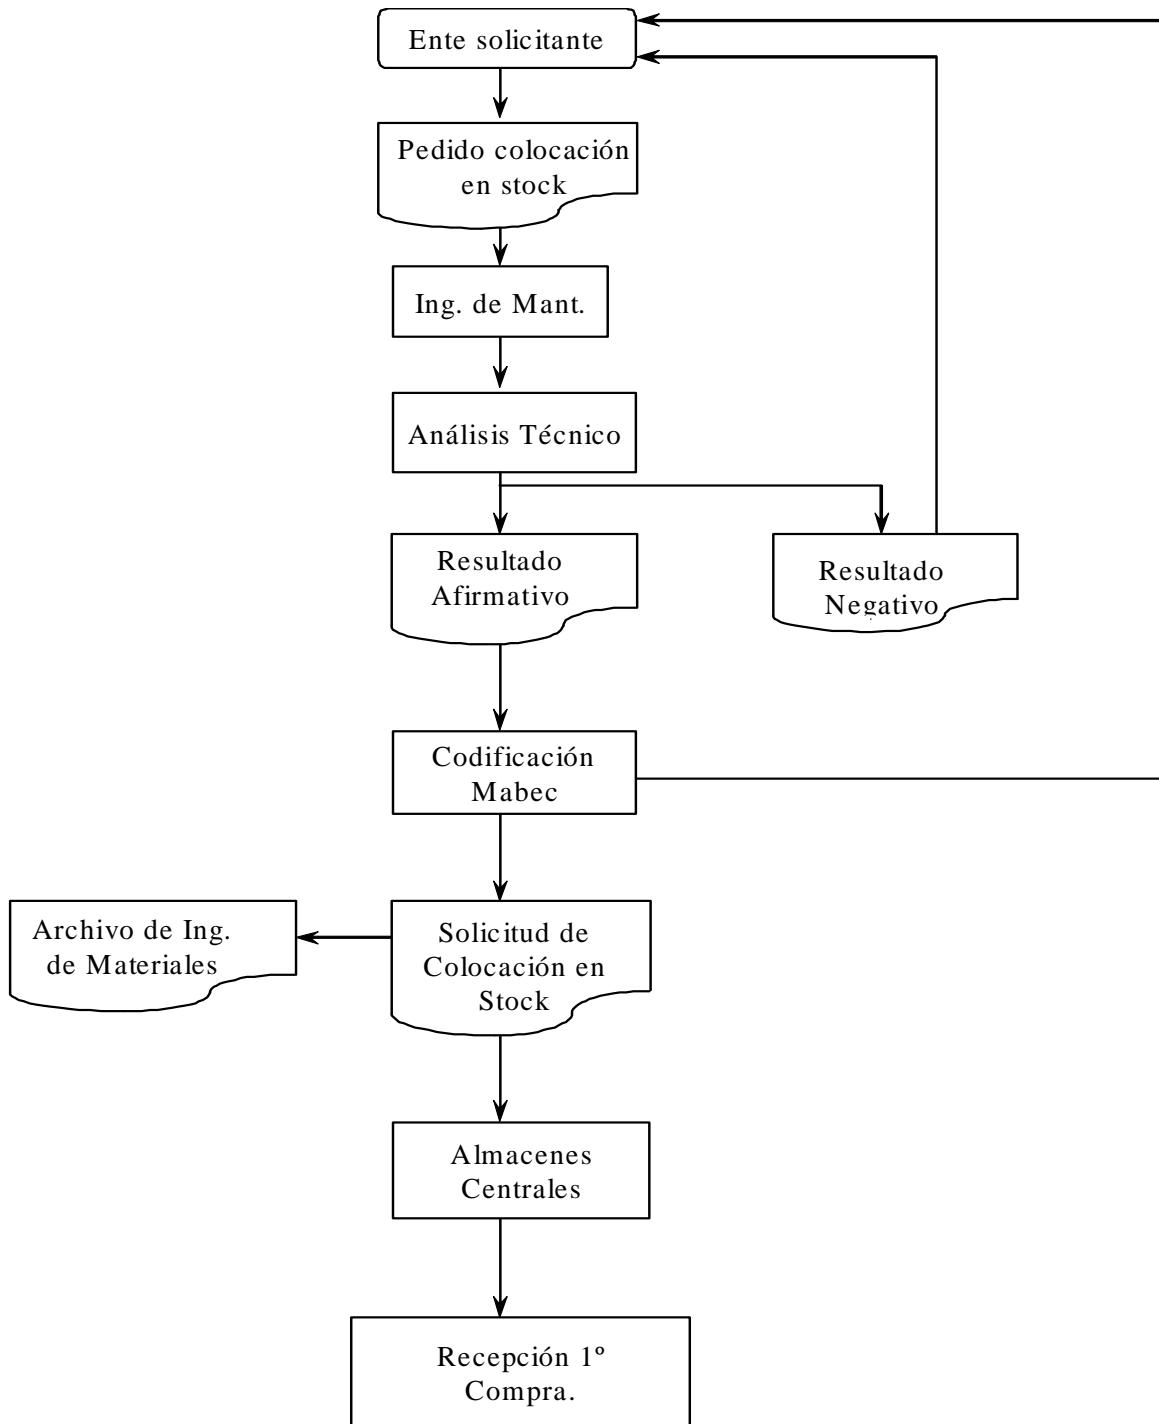 Ente solicitante
Pedido colocación
en stock
Ing. de Mant.
Análisis Técnico
Resultado
Afirmativo
Resultado
Negativo
Codificación
Mabec
Archivo de Ing.
de Materiales
Solicitud de
Colocación en
Stock
Almacenes
Centrales
Recepción 1º
Compra.